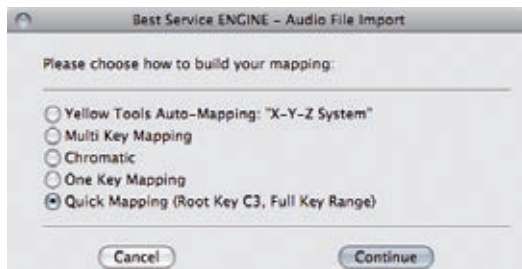 Best Service ENGINE - Audio File Import
Please choose how to build your mapping:
Yellow Tools Auto-Mapping: "X-Y-Z System"
Multi Key Mapping
Chromatic
One Key Mapping
Quick Mapping (Root Key C3, Full Key Range)
Cancel Continue